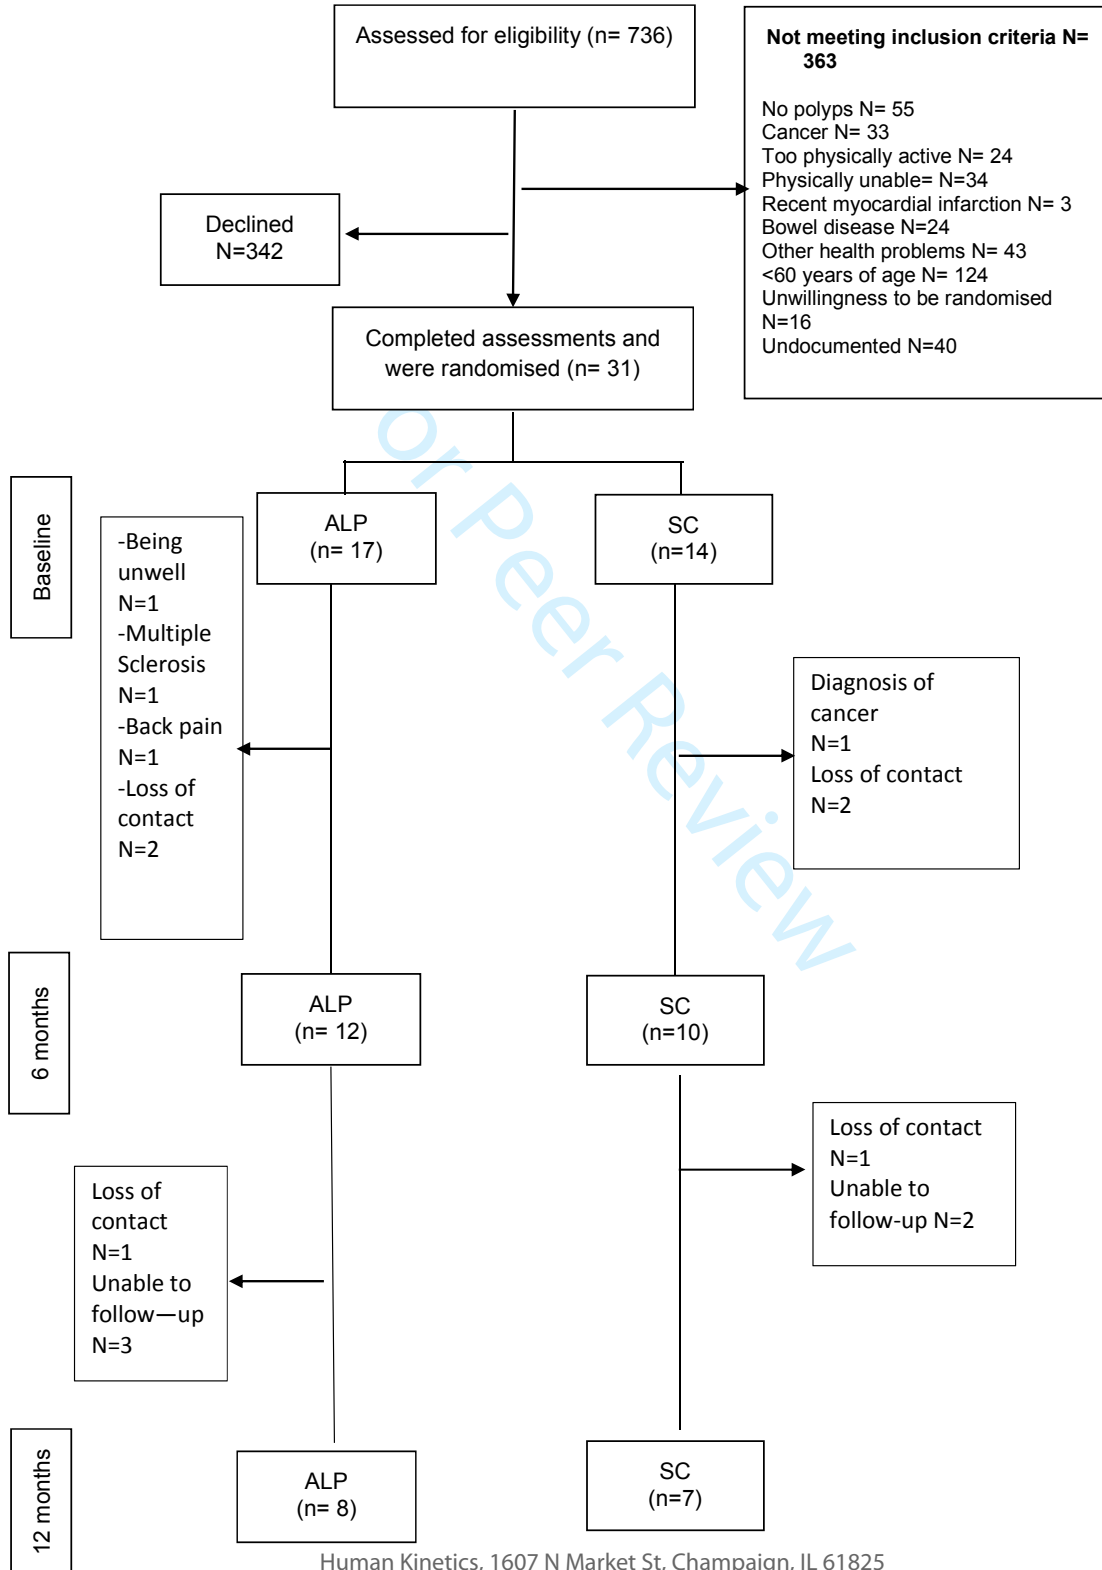 Assessed for eligibility (n= 736)
Not meeting inclusion criteria N=
363
No polyps N= 55
Cancer N= 33
Too physically active N= 24
Physically unable= N=34
Recent myocardial infarction N= 3
Bowel disease N=24
Other health problems N= 43
<60 years of age N= 124
Unwillingness to be randomised
N=16
Undocumented N=40
Declined
N=342
Completed assessments and
were randomised (n= 31)
or Peer Review
Baseline
ALP
(n= 17)
SC
(n=14)
-Being
unwell
N=1
-Multiple
Sclerosis
N=1
-Back pain
N=1
-Loss of
contact
N=2
Diagnosis of
cancer
N=1
Loss of contact
N=2
6 months
ALP
(n= 12)
SC
(n=10)
Loss of contact
N=1
Unable to
follow-up N=2
Loss of
contact
N=1
Unable to
follow—up
N=3
12 months
ALP
(n= 8)
SC
(n=7)
Human Kinetics, 1607 N Market St, Champaign, IL 61825